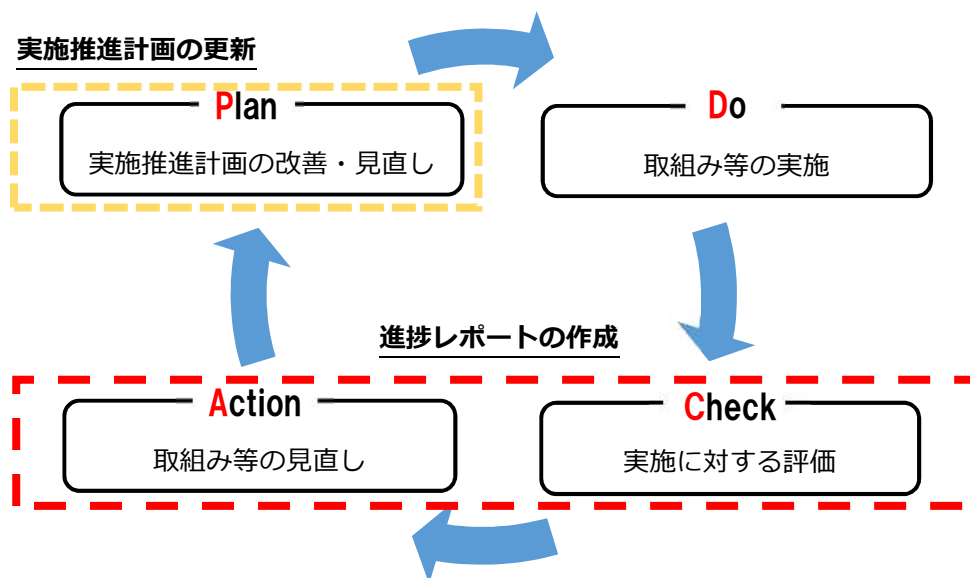 実施推進計画の更新
Plan
実施推進計画の改善・見直し
Do
取組み等の実施
進捗レポートの作成
Action
取組み等の見直し
Check
実施に対する評価